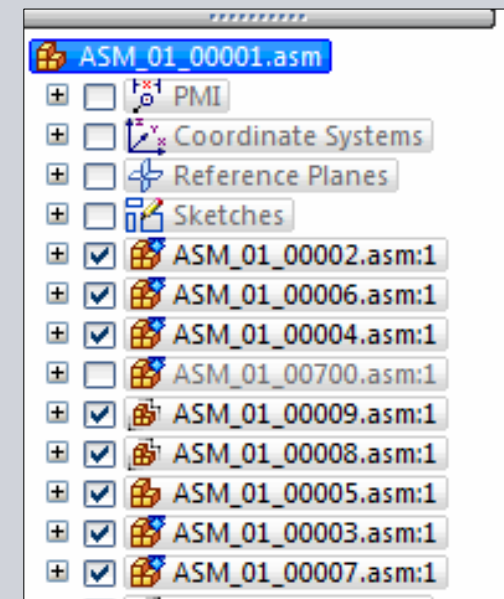 ASM_01_00001.asm
PMI
Coordinate Systems
Reference Planes
Sketches
ASM_01_00002.asm:1
ASM_01_00006.asm:1
ASM_01_00004.asm:1
ASM_01_00700.asm:1
ASM_01_00009.asm:1
ASM_01_00008.asm:1
ASM_01_00005.asm:1
ASM_01_00003.asm:1
ASM_01_00007.asm:1